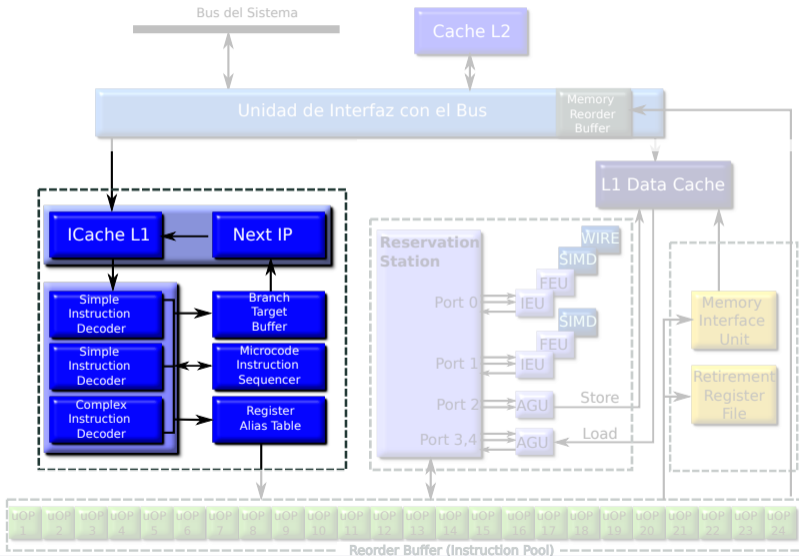 Bus del Sistema
Cache L2
Unidad de Interfaz con el Bus
Memory
Reorder
Buffer
L1 Data Cache
ICache L1
Next IP
Simple
Instruction
Decoder
Branch
Target
Buffer
Simple
Instruction
Decoder
Microcode
Instruction
Sequencer
Complex
Instruction
Decoder
Register
Alias Table
Reservation
Station
Port 0
Port 1
Port 2
Port 3,4
WIRE
SIMD
FEU
IEU
SIMD
FEU
IEU
AGU
Store
AGU
Load
Memory
Interface
Unit
Retirement
Register
File
uOP uOP uOP uOP uOP uOP uOP uOP uOP uOP uOP uOP uOP uOP uOP uOP uOP uOP uOP uOP uOP uOP uOP uOP
1 2 3 4 5 6 7 8 9 10 11 12 13 14 15 16 17 18 19 20 21 22 23 24
Reorder Buffer (Instruction Pool)